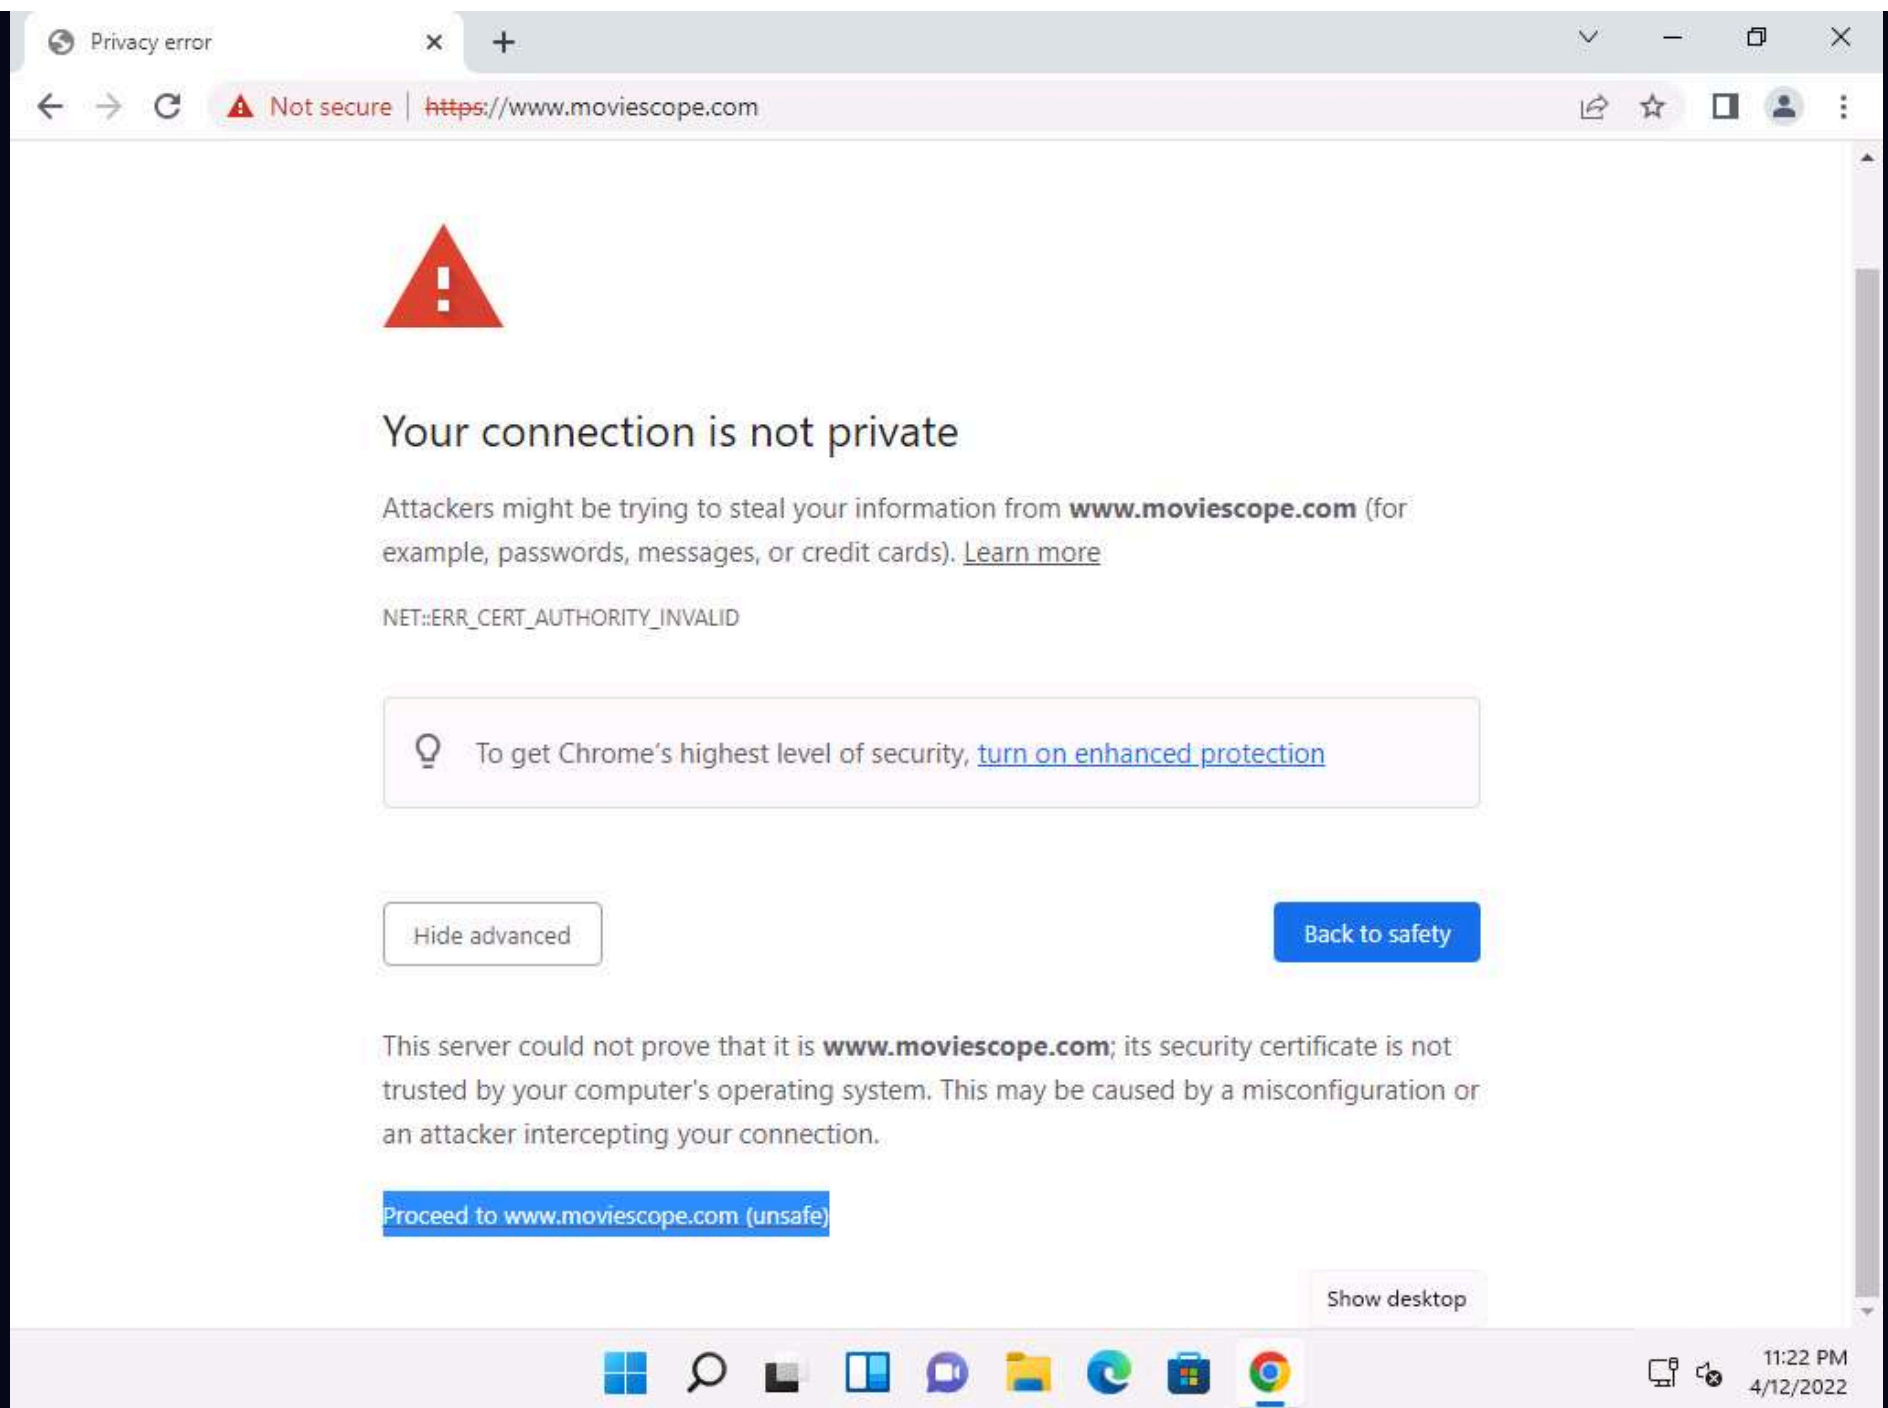 Privacy error
Not secure
https://www.moviescope.com
Your connection is not private
Attackers might be trying to steal your information from www.moviescope.com (for
example, passwords, messages, or credit cards). Learn more
NET::ERR_CERT_AUTHORITY_INVALID
To get Chrome's highest level of security, turn on enhanced protection
Hide advanced
Back to safety
This server could not prove that it is www.moviescope.com; its security certificate is not
trusted by your computer's operating system. This may be caused by a misconfiguration or
an attacker intercepting your connection.
Proceed to www.moviescope.com (unsafe)
Show desktop
11:22 PM
4/12/2022